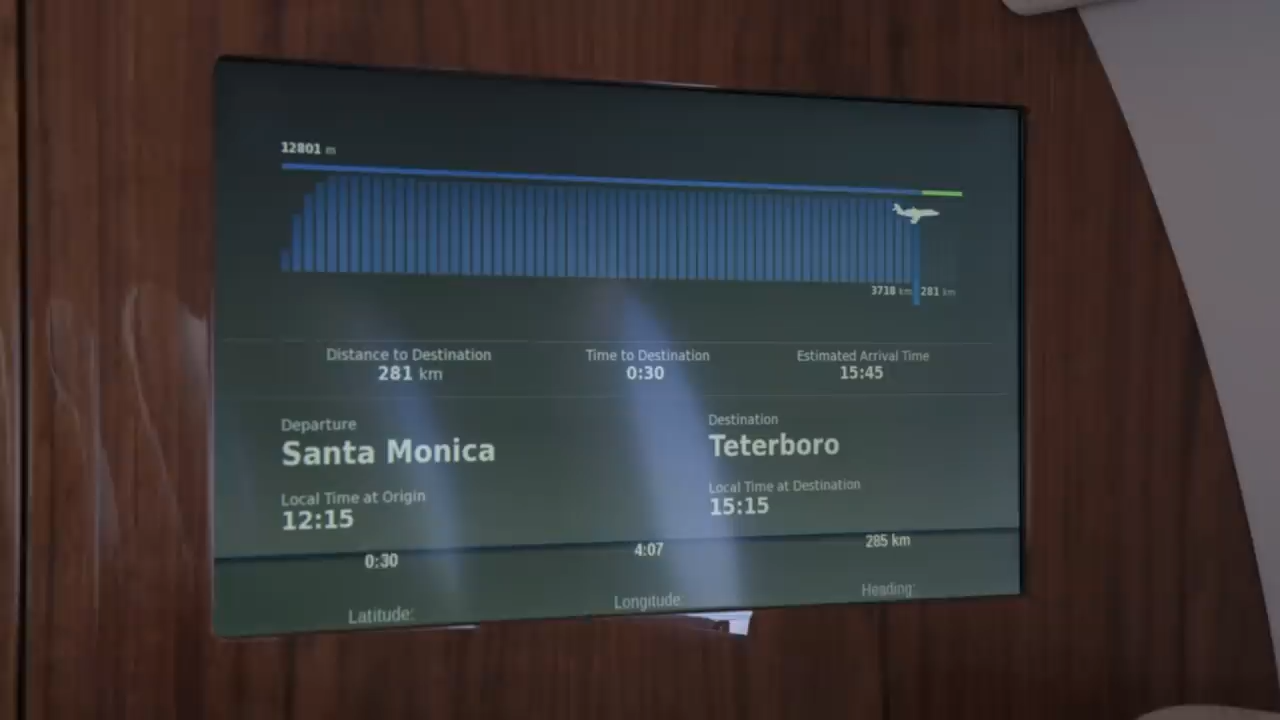 12801 m
3718 km 281 km
Distance to Destination Time to Destination Estimated Arrival Time
281 km 0:30 15:45
Departure Destination
Santa Monica Teterboro
Local Time at Origin Local Time at Destination
12:15 15:15
0:30 4:07 285 km
Latitude: Longitude: Heading: